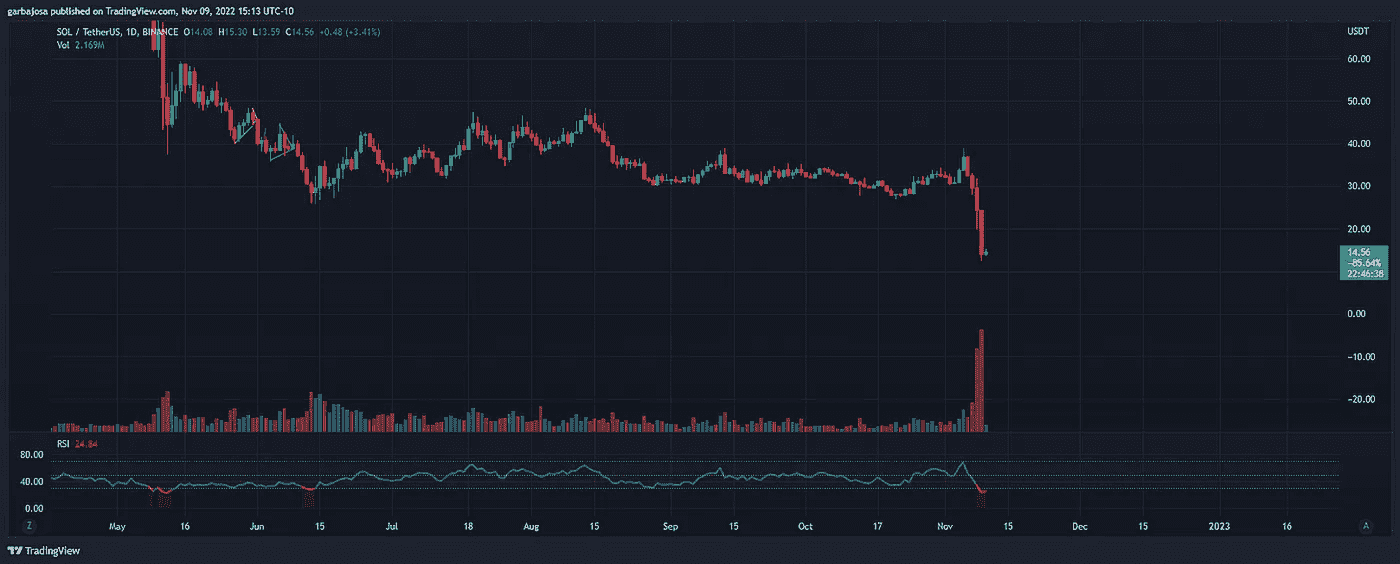 garbajosa published on TradingView.com, Nov 09, 2022 15:13 UTC-10
SOL / TetherUS, 1D, BINANCE O14.08 H15.30 L13.59 C14.56 +0.48 (+3.41%)
Vol 2.169M
USDT
60.00
50.00
40.00
30.00
20.00
14.56
−85.64%
22:46:38
0.00
−10.00
−20.00
RSI 24.84
80.00
40.00
0.00
Z May 16 Jun 15 Jul 18 Aug 15 Sep 15 Oct 17 Nov 15 Dec 15 2023 16 A
TradingView